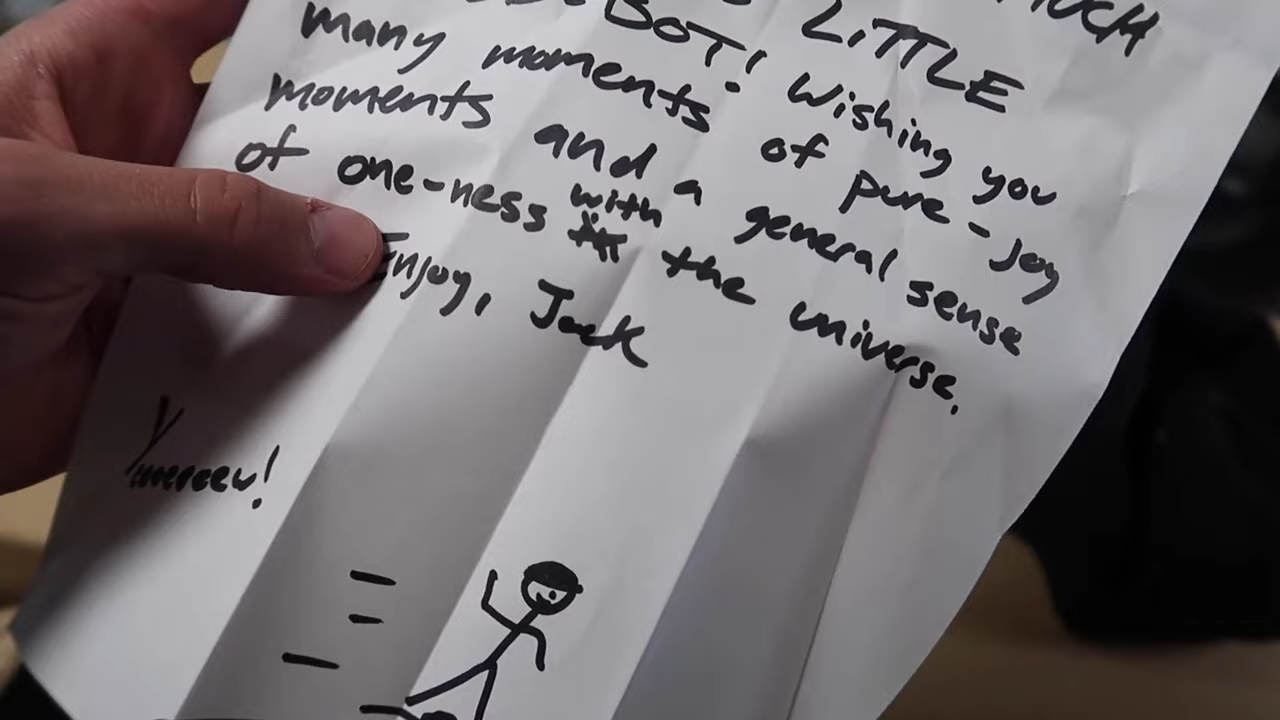 MUCH
LITTLE
BOT! Wishing you
many moments of pure-joy
moments and a general sense
of one-ness with the universe.
Enjoy, Jack